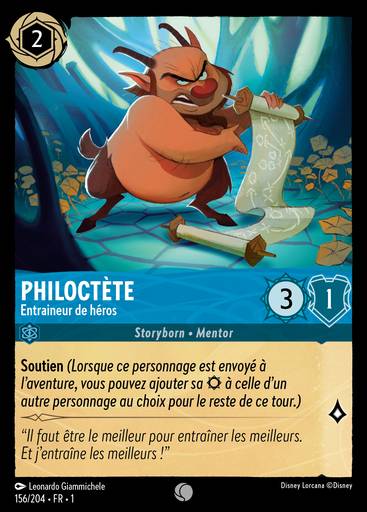 2
PHILOCTÈTE
Entraineur de héros
3
1
Storyborn • Mentor
Soutien (Lorsque ce personnage est envoyé à
l'aventure, vous pouvez ajouter sa à celle d'un
autre personnage au choix pour le reste de ce tour.)
“Il faut être le meilleur pour entraîner les meilleurs.
Et j'entraîne les meilleurs !”
Leonardo Giammichele
Disney Lorcana ©Disney
156/204 • FR • 1